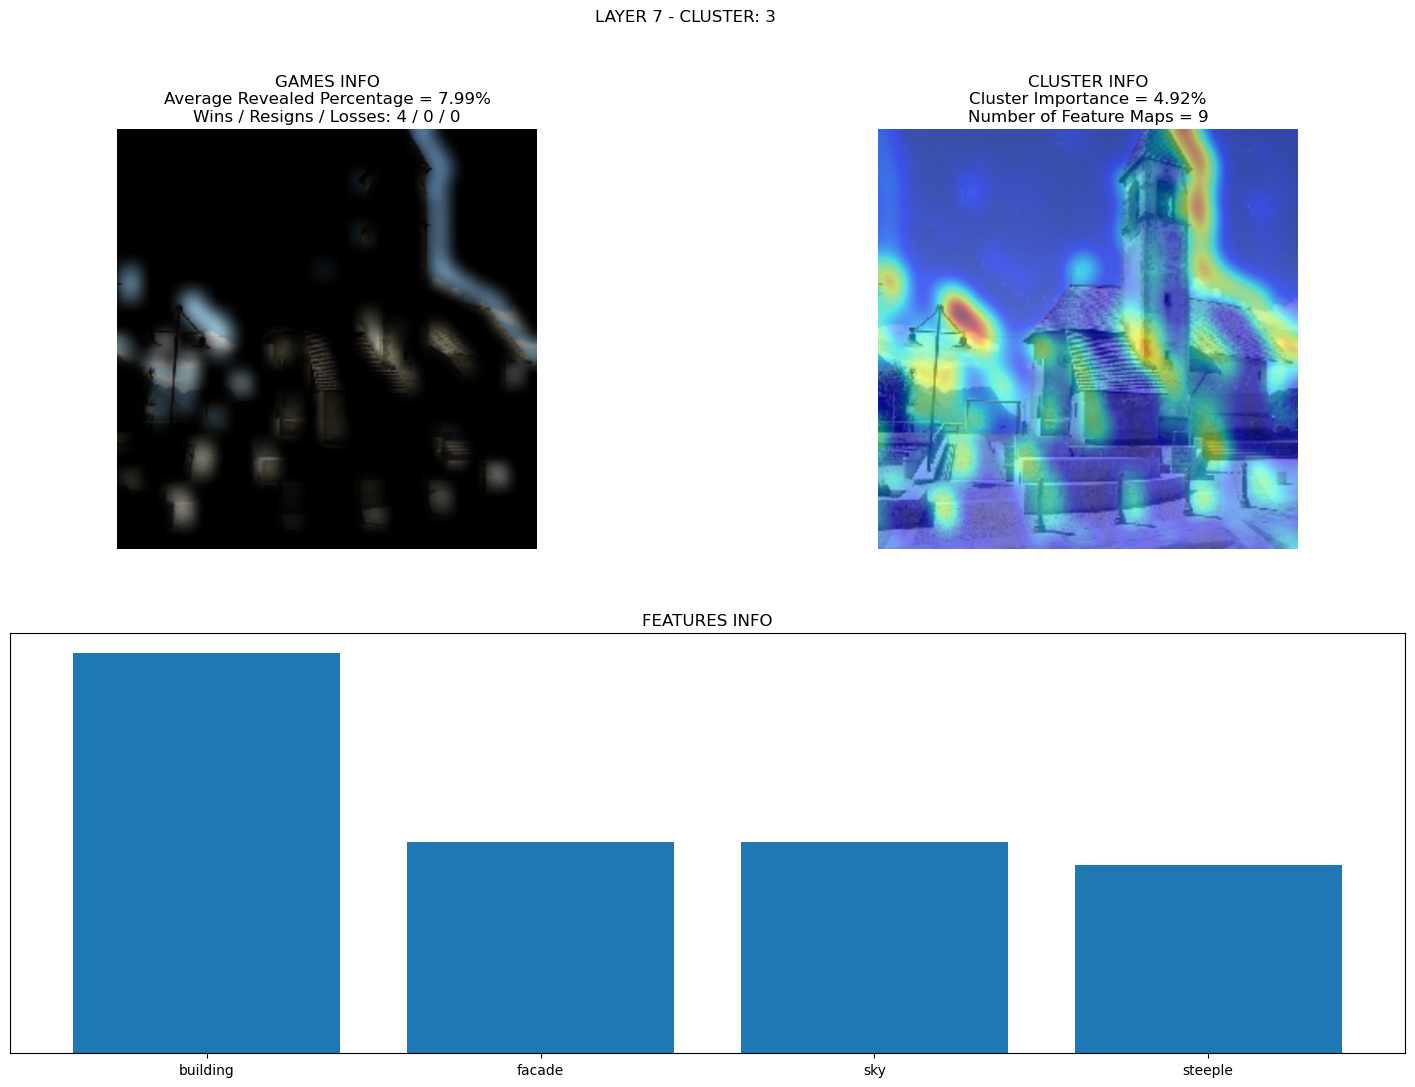 LAYER 7 - CLUSTER: 3
GAMES INFO
Average Revealed Percentage = 7.99%
Wins / Resigns / Losses: 4 / 0 / 0
CLUSTER INFO
Cluster Importance = 4.92%
Number of Feature Maps = 9
FEATURES INFO
building
facade
sky
steeple